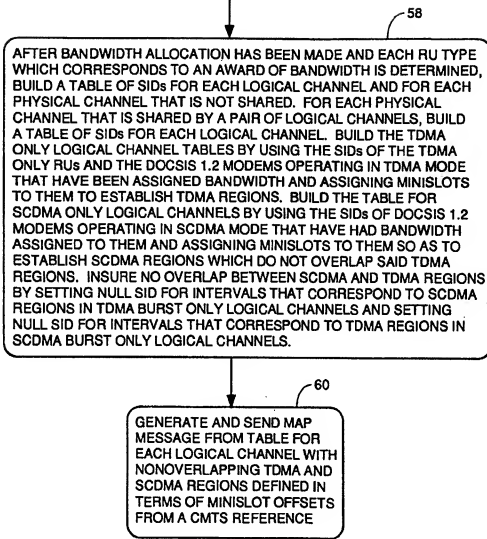 58
AFTER BANDWIDTH ALLOCATION HAS BEEN MADE AND EACH RU TYPE
WHICH CORRESPONDS TO AN AWARD OF BANDWIDTH IS DETERMINED,
BUILD A TABLE OF SIDs FOR EACH LOGICAL CHANNEL AND FOR EACH
PHYSICAL CHANNEL THAT IS NOT SHARED. FOR EACH PHYSICAL
CHANNEL THAT IS SHARED BY A PAIR OF LOGICAL CHANNELS, BUILD
A TABLE OF SIDs FOR EACH LOGICAL CHANNEL. BUILD THE TDMA
ONLY LOGICAL CHANNEL TABLES BY USING THE SIDs OF THE TDMA
ONLY RUs AND THE DOCSIS 1.2 MODEMS OPERATING IN TDMA MODE
THAT HAVE BEEN ASSIGNED BANDWIDTH AND ASSIGNING MINISLOTS
TO THEM TO ESTABLISH TDMA REGIONS. BUILD THE TABLE FOR
SCDMA ONLY LOGICAL CHANNELS BY USING THE SIDs OF DOCSIS 1.2
MODEMS OPERATING IN SCDMA MODE THAT HAVE HAD BANDWIDTH
ASSIGNED TO THEM AND ASSIGNING MINISLOTS TO THEM SO AS TO
ESTABLISH SCDMA REGIONS WHICH DO NOT OVERLAP SAID TDMA
REGIONS. INSURE NO OVERLAP BETWEEN SCDMA AND TDMA REGIONS
BY SETTING NULL SID FOR INTERVALS THAT CORRESPOND TO SCDMA
REGIONS IN TDMA BURST ONLY LOGICAL CHANNELS AND SETTING
NULL SID FOR INTERVALS THAT CORRESPOND TO TDMA REGIONS IN
SCDMA BURST ONLY LOGICAL CHANNELS.
60
GENERATE AND SEND MAP
MESSAGE FROM TABLE FOR
EACH LOGICAL CHANNEL WITH
NONOVERLAPPING TDMA AND
SCDMA REGIONS DEFINED IN
TERMS OF MINISLOT OFFSETS
FROM A CMTS REFERENCE